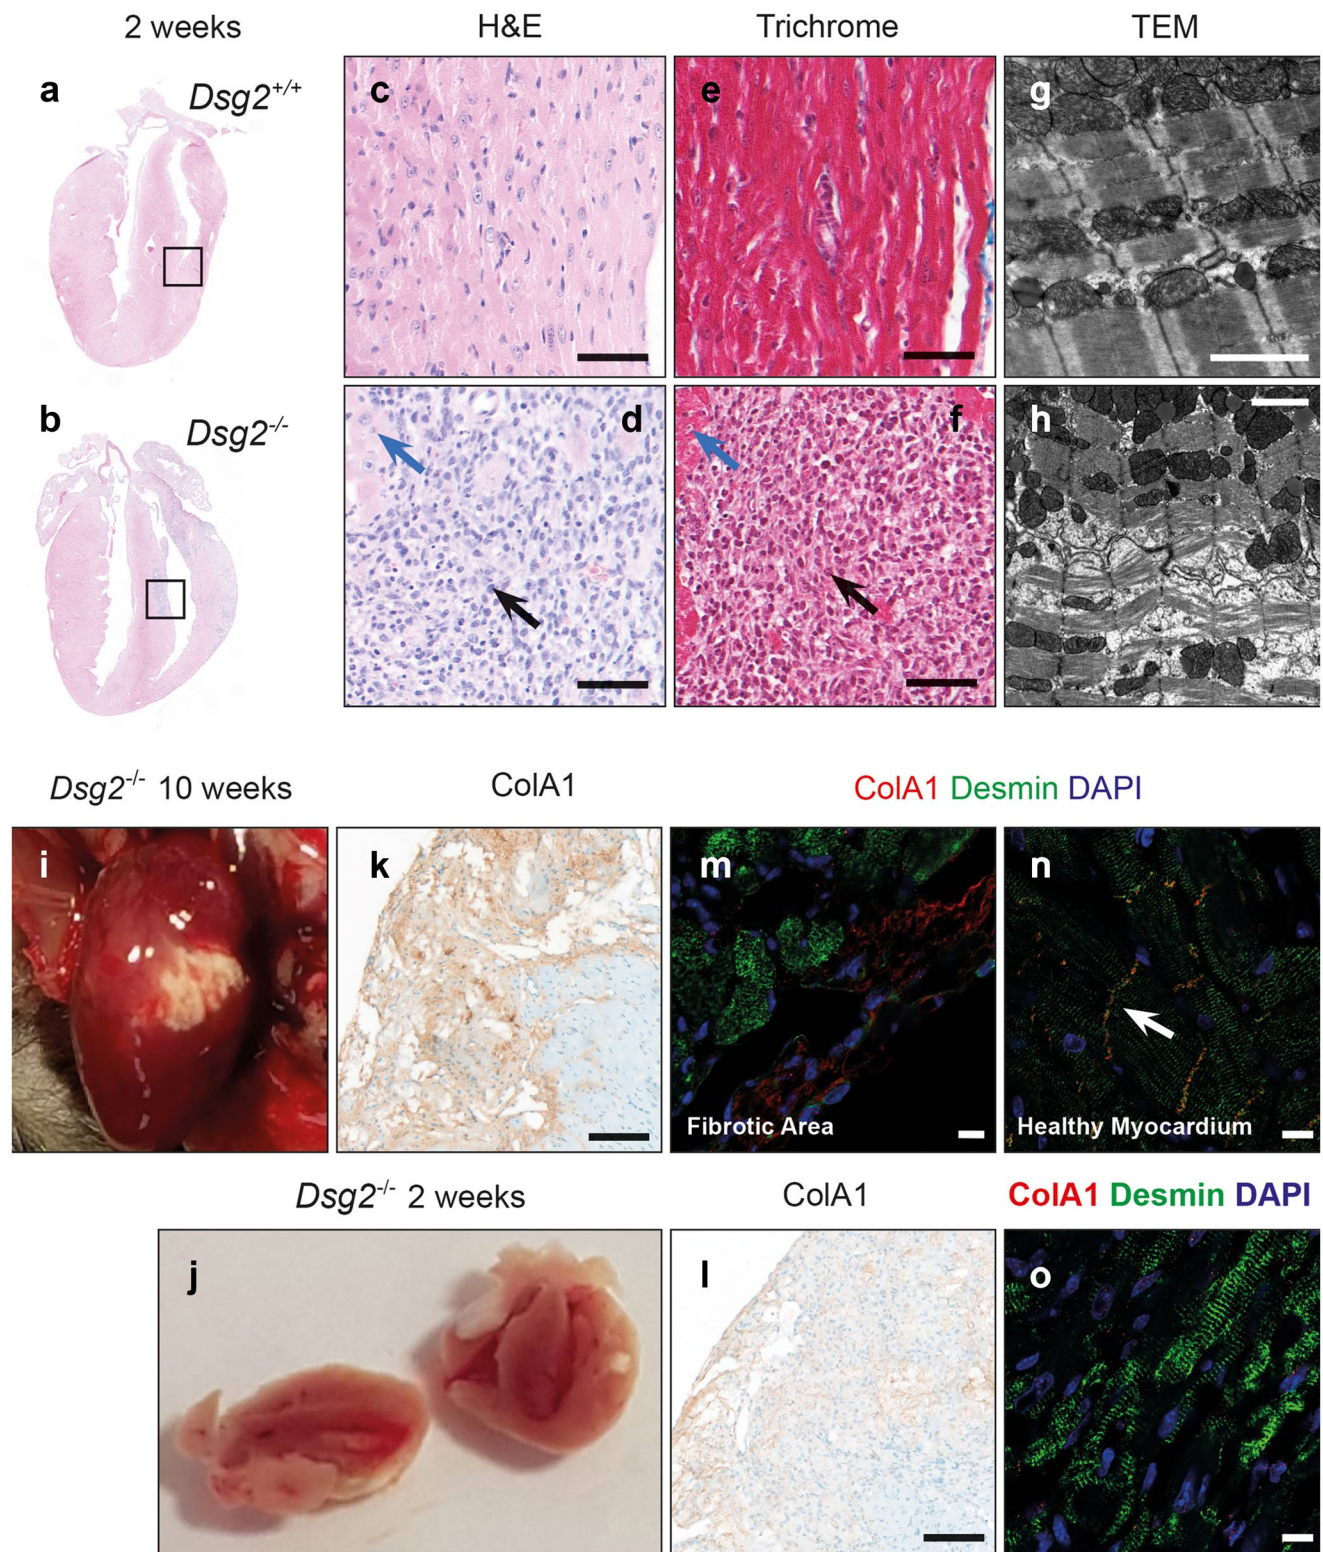 2 weeks H&E Trichrome TEM
a Dsg2+/+ c e g
b Dsg2-/- d f h
Dsg2-/- 10 weeks ColA1 ColA1 Desmin DAPI
i k m n
Fibrotic Area Healthy Myocardium
Dsg2-/- 2 weeks ColA1 ColA1 Desmin DAPI
j l o